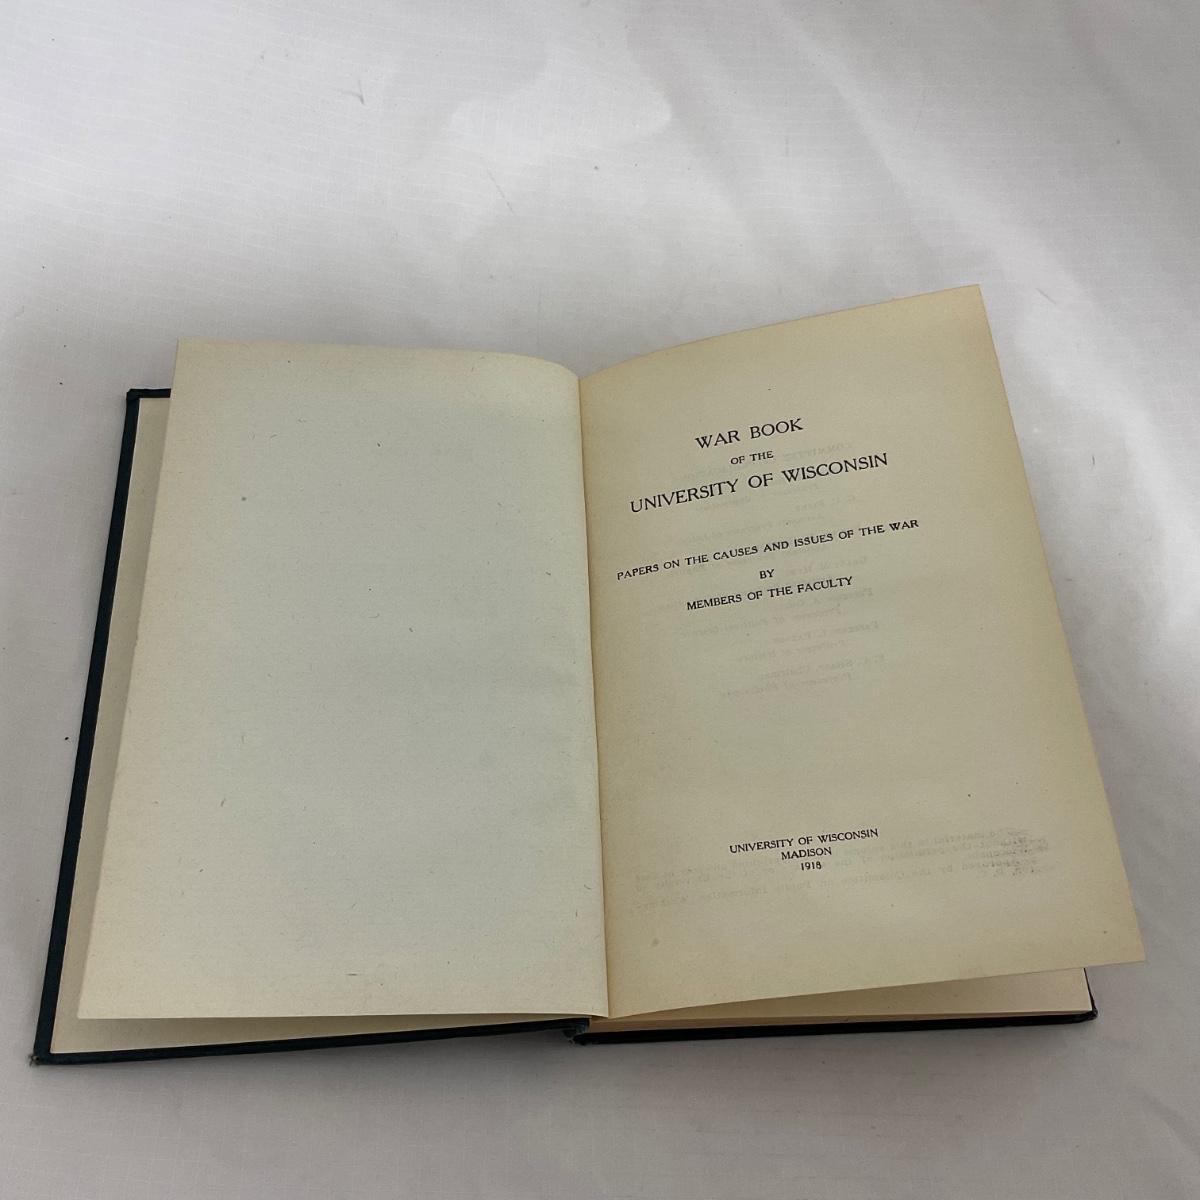 WAR BOOK
OF THE
UNIVERSITY OF WISCONSIN
PAPERS ON THE CAUSES AND ISSUES OF THE WAR
BY
MEMBERS OF THE FACULTY
UNIVERSITY OF WISCONSIN
MADISON
1918